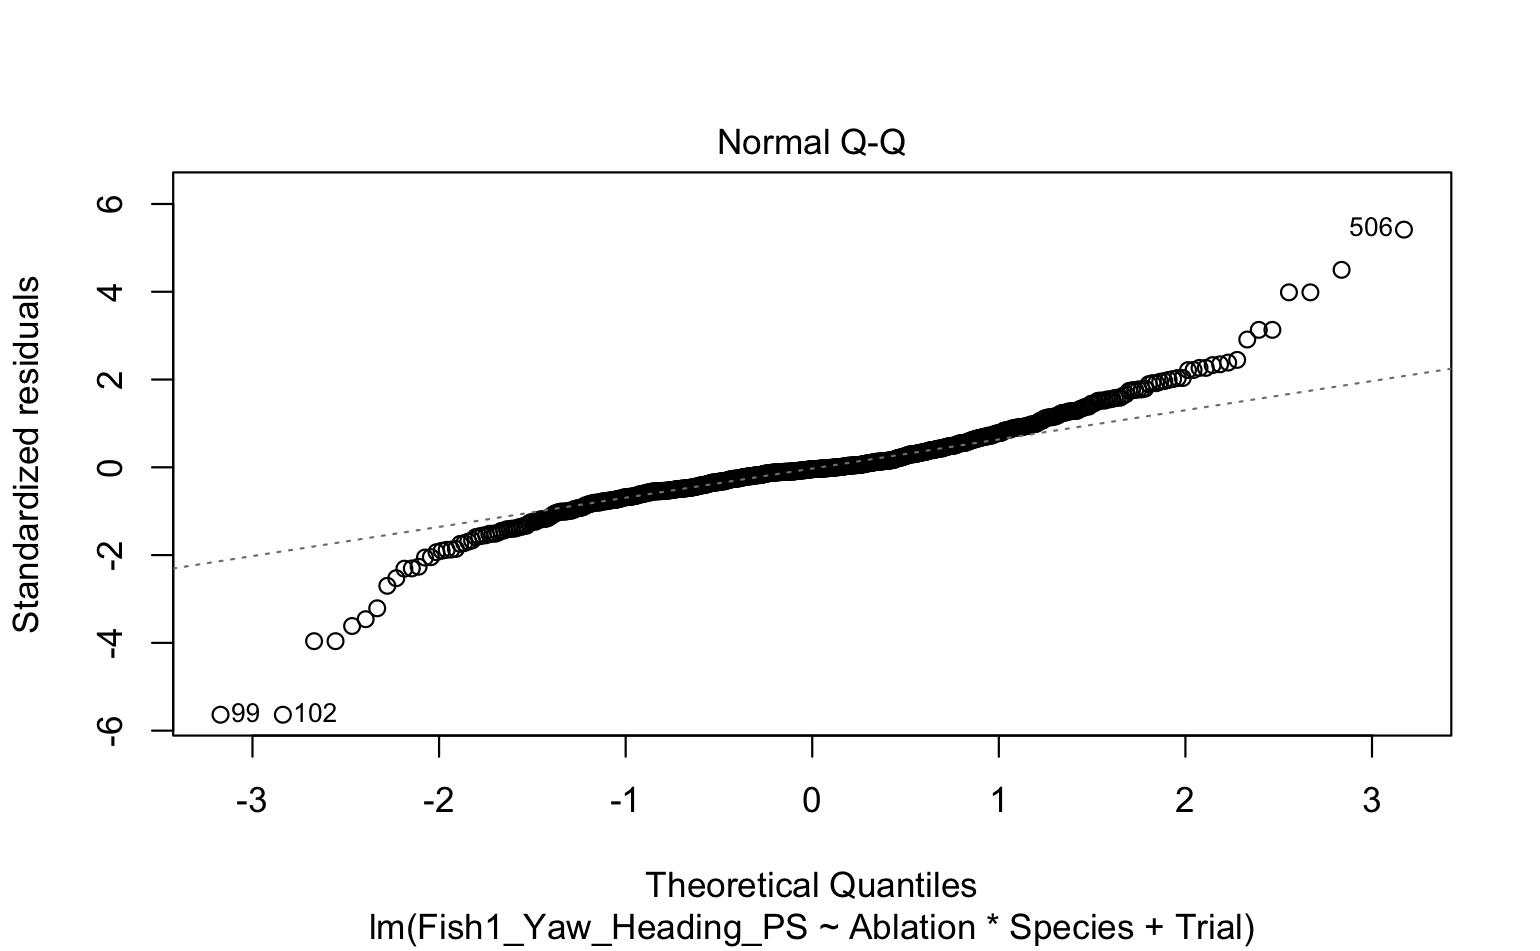 Normal Q-Q
Standardized residuals
6
4
2
0
-2
-4
-6
506
99
102
-3 -2 -1 0 1 2 3
Theoretical Quantiles
lm(Fish1_Yaw_Heading_PS ~ Ablation * Species + Trial)